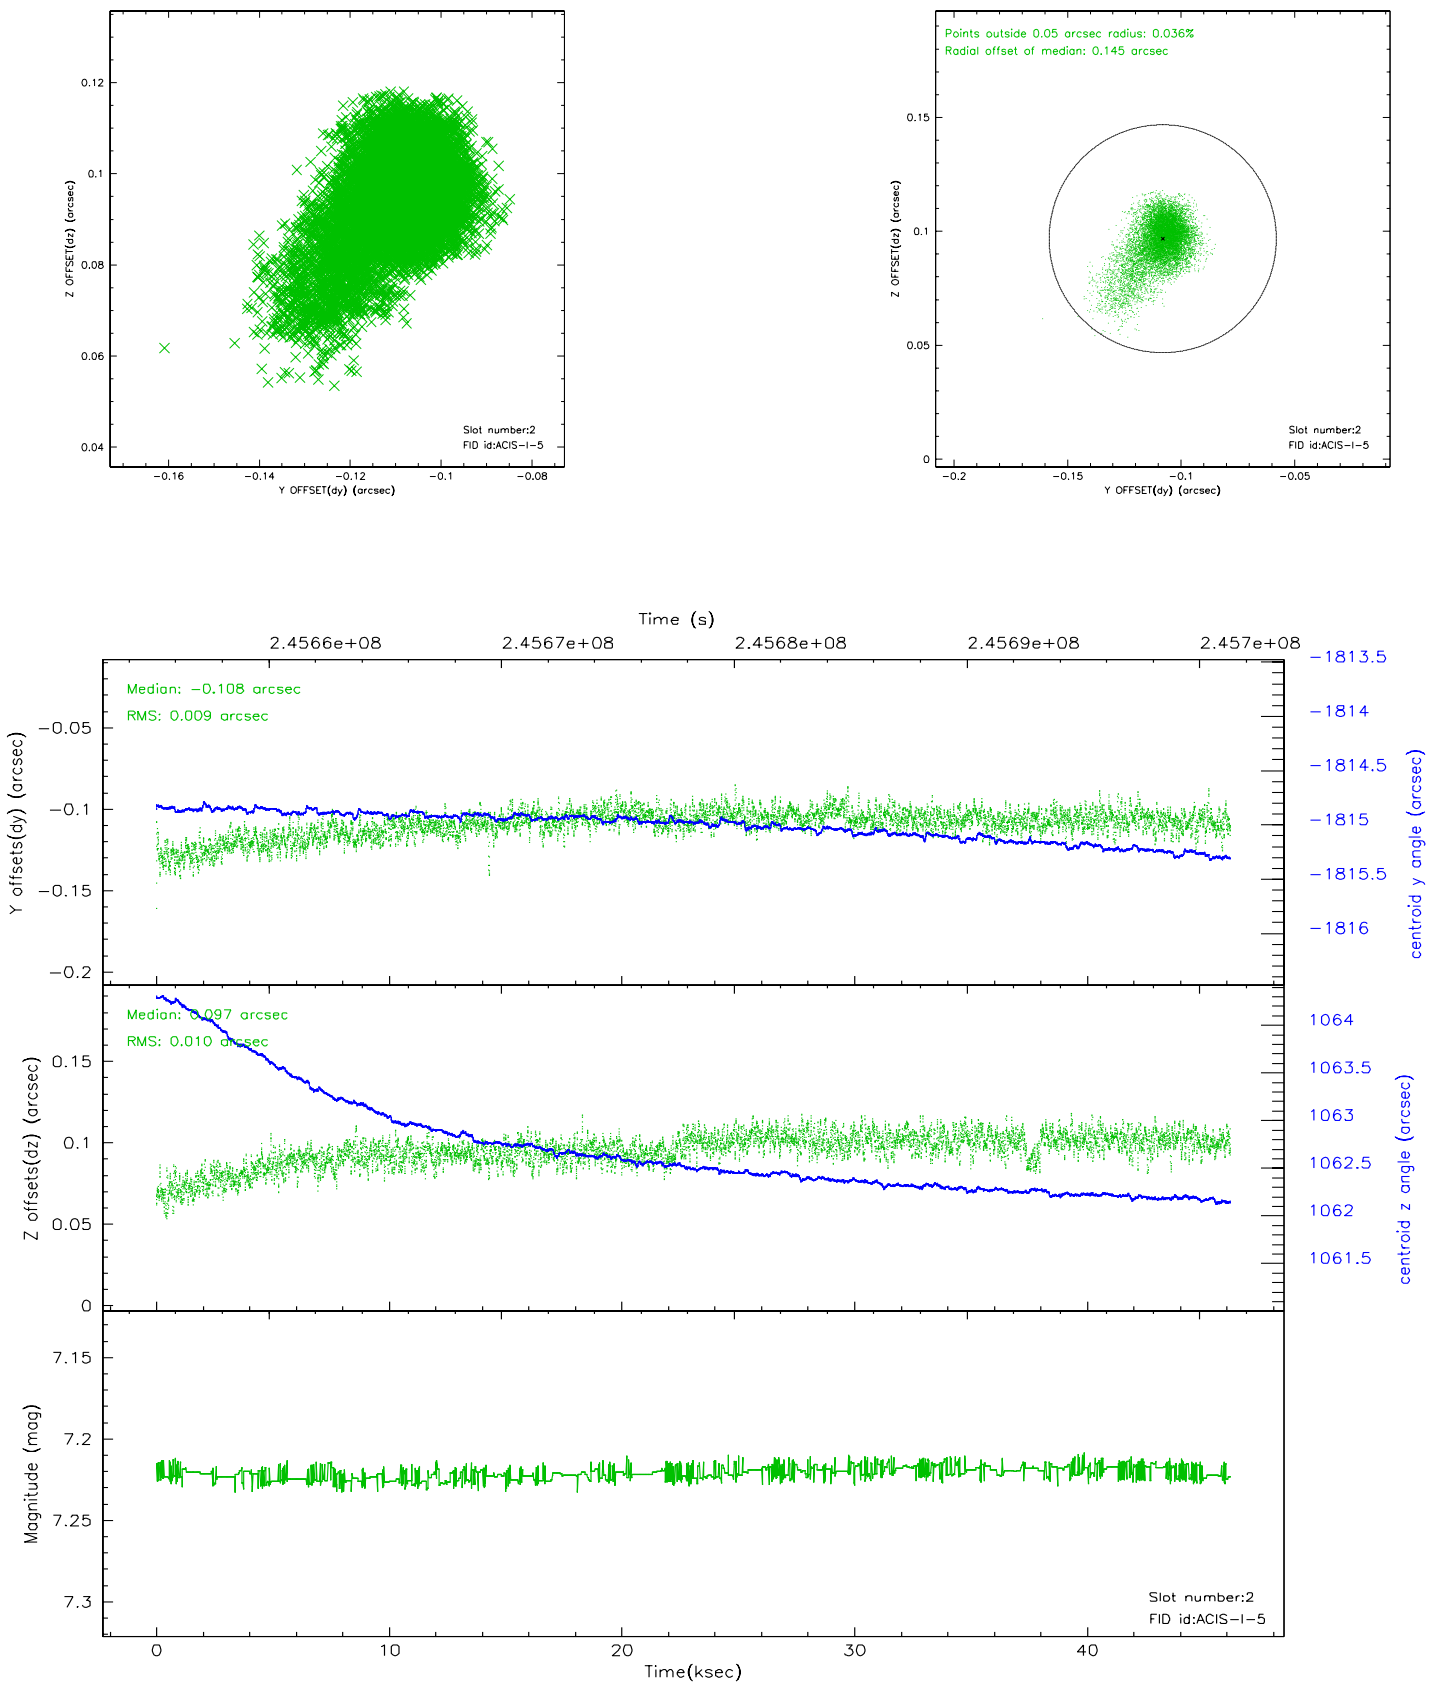 0.12
0.1
0.08
0.06
0.04
Z OFFSET(dz) (arcsec)
Slot number:2
FID id:ACIS-I-5
-0.16 -0.14 -0.12 -0.1 -0.08
Y OFFSET(dy) (arcsec)
Points outside 0.05 arcsec radius: 0.036%
Radial offset of median: 0.145 arcsec
0.15
0.1
0.05
0
Z OFFSET(dz) (arcsec)
Slot number:2
FID id:ACIS-I-5
-0.2 -0.15 -0.1 -0.05
Y OFFSET(dy) (arcsec)
Time (s)
2.4566e+08 2.4567e+08 2.4568e+08 2.4569e+08 2.457e+08
Median: -0.108 arcsec
RMS: 0.009 arcsec
-0.05
-0.1
-0.15
-0.2
Y offsets(dy) (arcsec)
-1813.5
-1814
-1814.5
-1815
-1815.5
-1816
centroid y angle (arcsec)
Median: 0.097 arcsec
RMS: 0.010 arcsec
0.15
0.1
0.05
0
Z offsets(dz) (arcsec)
1064
1063.5
1063
1062.5
1062
1061.5
centroid z angle (arcsec)
7.15
7.2
7.25
7.3
Magnitude (mag)
Slot number:2
FID id:ACIS-I-5
0 10 20 30 40
Time(ksec)